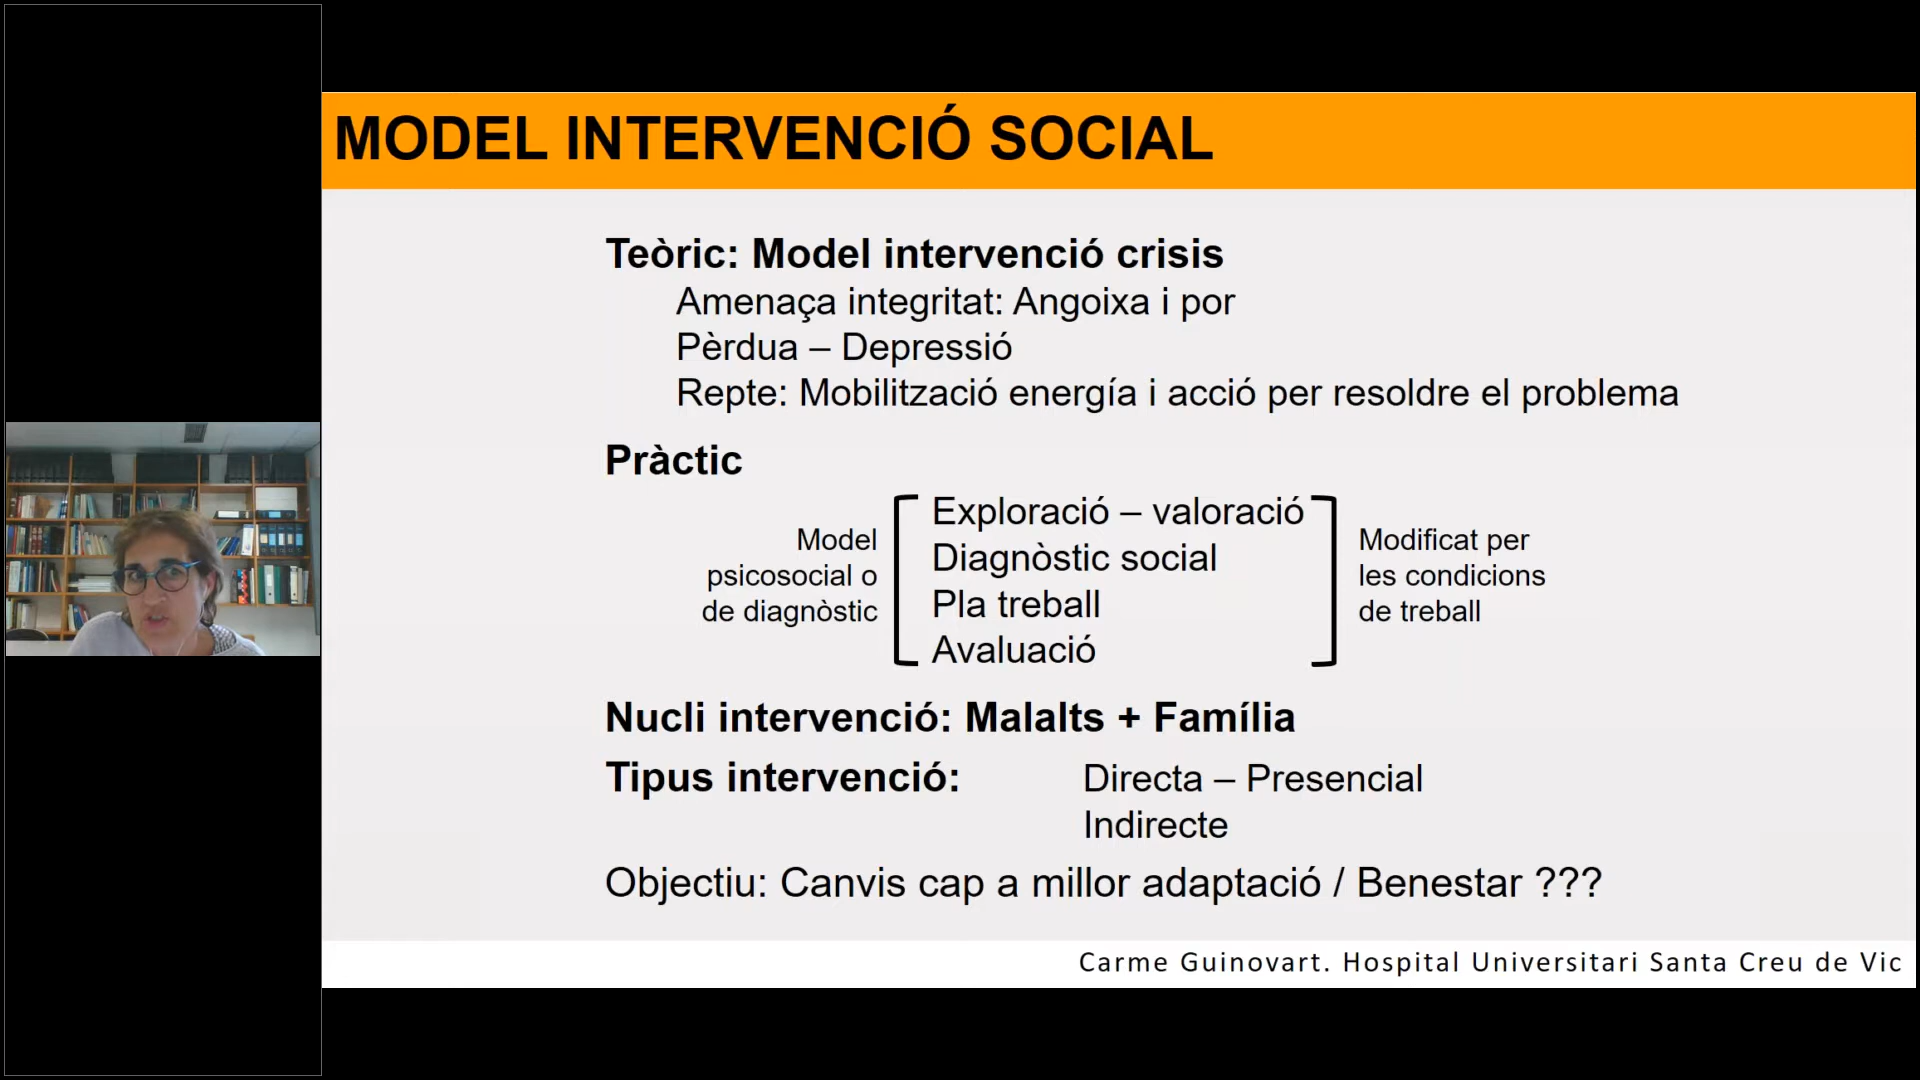 MODEL INTERVENCIÓ SOCIAL
Teòric: Model intervenció crisis
Amenaça integritat: Angoixa i por
Pèrdua – Depressió
Repte: Mobilització energía i acció per resoldre el problema
Pràctic
Model
psicosocial o
de diagnòstic
Exploració – valoració
Diagnòstic social
Pla treball
Avaluació
Modificat per
les condicions
de treball
Nucli intervenció: Malalts + Família
Tipus intervenció:
Directa – Presencial
Indirecte
Objectiu: Canvis cap a millor adaptació / Benestar ???
Carme Guinovart. Hospital Universitari Santa Creu de Vic